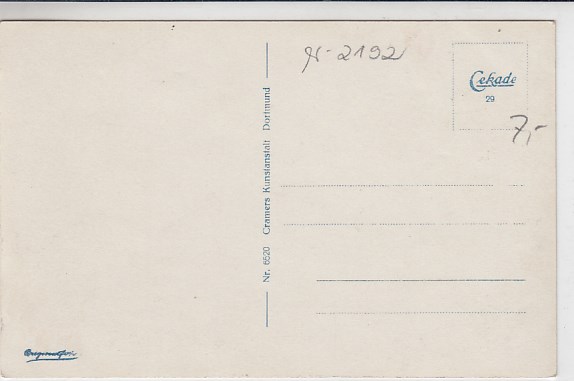 2192
Cekade
29
7,-
Nr. 6520 Cramers Kunstanstalt Dortmund